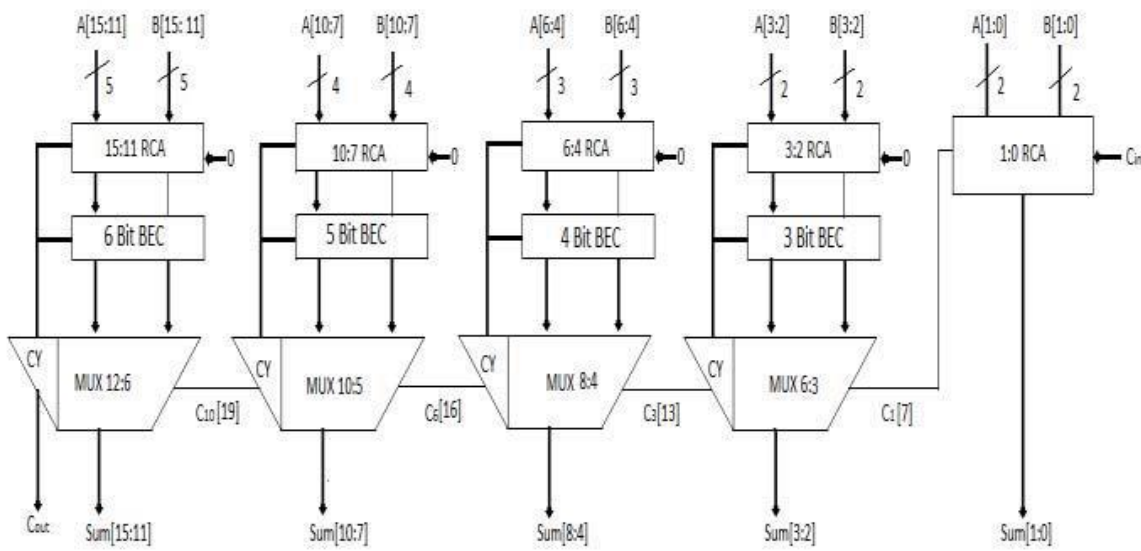 A[15:11] B[15: 11] A[10:7] B[10:7] A[6:4] B[6:4] A[3:2] B[3:2] A[1:0] B[1:0]
5 5 4 4 3 3 2 2 2 2
15:11 RCA 0 10:7 RCA 0 6:4 RCA 0 3:2 RCA 0 1:0 RCA Cin
6 Bit BEC 5 Bit BEC 4 Bit BEC 3 Bit BEC
CY MUX 12:6 CY MUX 10:5 CY MUX 8:4 CY MUX 6:3
C10 [19] C6 [16] C3 [13] C1 [7]
Cout Sum[15:11] Sum[10:7] Sum[8:4] Sum[3:2] Sum[1:0]